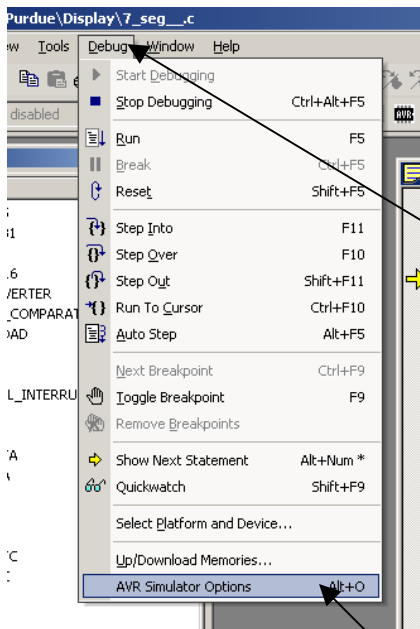 Purdue\Display\7_seg__.c
ew Tools Debug Window Help
disabled
AVR
Start Debugging
Stop Debugging Ctrl+Alt+F5
Run F5
Break Ctrl+F5
Reset Shift+F5
Step Into F11
Step Over F10
Step Out Shift+F11
Run To Cursor Ctrl+F10
Auto Step Alt+F5
Next Breakpoint Ctrl+F9
Toggle Breakpoint F9
Remove Breakpoints
Show Next Statement Alt+Num *
Quickwatch Shift+F9
Select Platform and Device...
Up/Download Memories...
AVR Simulator Options Alt+O
31
.6
VERTER
_COMPARAT
OAD
L_INTERRU
TA
TC